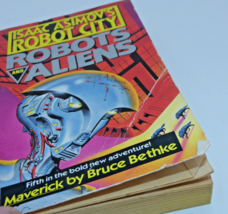 ISAAC ASIMOV'S
ROBOT CITY
ROBOTS
AND
ALIENS
Fifth in the bold new adventure!
Maverick by Bruce Bethke